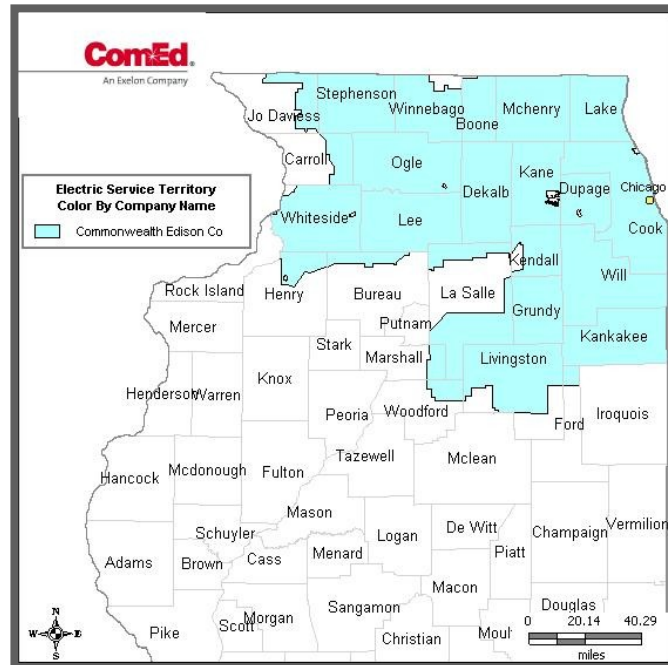 ComEd.
An Exelon Company
Electric Service Territory
Color By Company Name
Commonwealth Edison Co
Jo Daviess
Stephenson
Winnebago
Boone
Mchenry
Lake
Carroll
Ogle
Dekalb
Kane
Dupage
Chicago
Cook
Whiteside
Lee
Kendall
Will
Rock Island
Henry
Bureau
La Salle
Grundy
Mercer
Putnam
Kankakee
Stark
Marshall
Livingston
Henderson
Warren
Knox
Peoria
Woodford
Ford
Iroquois
Hancock
Mcdonough
Fulton
Tazewell
Mclean
Mason
Schuyler
Logan
De Witt
Champaign
Vermilion
Adams
Brown
Cass
Menard
Piatt
Macon
Pike
Scott
Morgan
Sangamon
Christian
Moul
Douglas
N
W
E
S
0 20.14 40.29
miles